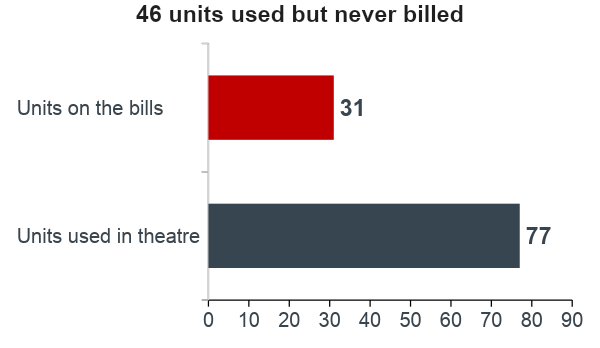 46 units used but never billed
Units on the bills
31
Units used in theatre
77
0 10 20 30 40 50 60 70 80 90